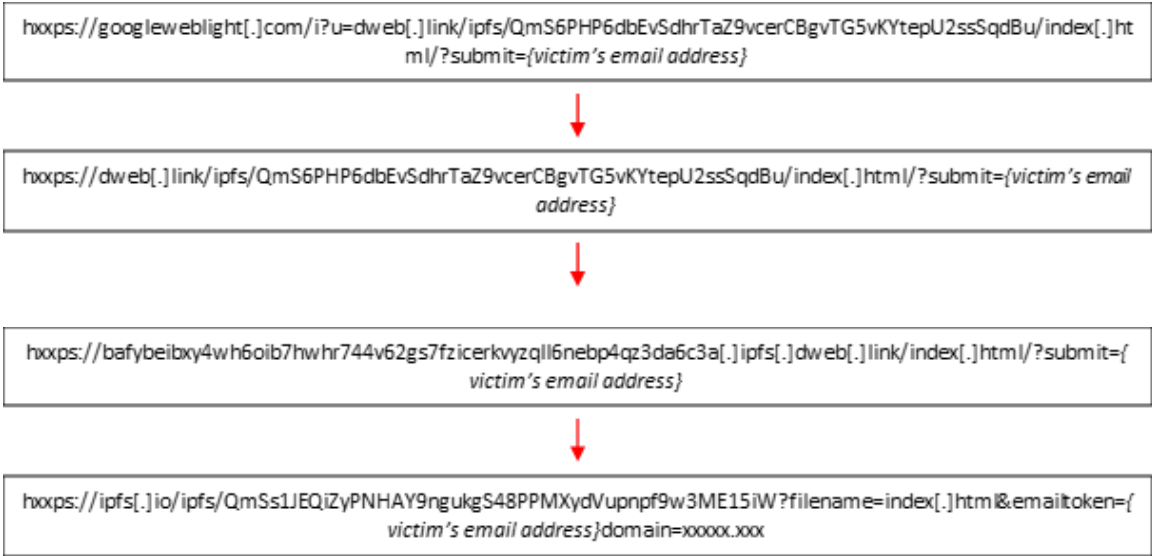 hxxps://googleweblight[.]com/i?u=dweb[.]link/ipfs/QmS6PHP6dbEvSdhrTaZ9vcerCBgvTG5vKYtepU2ssSqdBu/index[.]ht
ml/?submit={victim's email address}
hxxps://dweb[.]link/ipfs/QmS6PHP6dbEvSdhrTaZ9vcerCBgvTG5vKYtepU2ssSqdBu/index[.]html/?submit={victim's email
address}
hxxps://bafybeibxy4wh6oib7hwhr744v62gs7fzicerkvyzqll6nebp4qz3da6c3a[.]ipfs[.]dweb[.]link/index[.]html/?submit={
victim's email address}
hxxps://ipfs[.]io/ipfs/QmSs1JEQiZyPNHAY9ngukgS48PPMXydVupnpf9w3ME15iW?filename=index[.]html&emailtoken={
victim's email address}domain=xxxxx.xxx